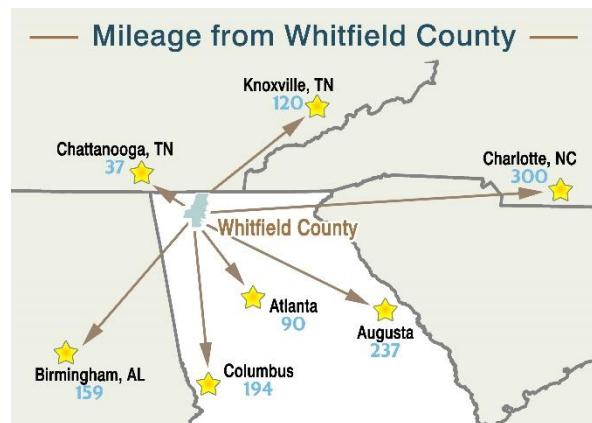 Mileage from Whitfield County
Knoxville, TN
120
Chattanooga, TN
37
Charlotte, NC
300
Whitfield County
Atlanta
90
Augusta
237
Birmingham, AL
159
Columbus
194